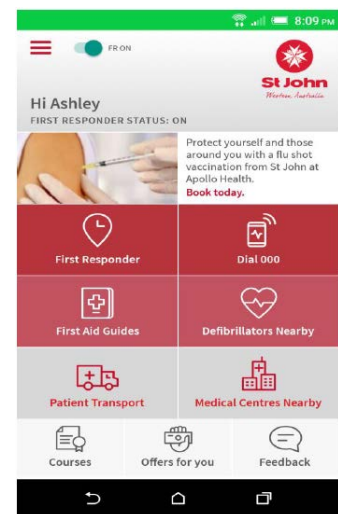 8:09 PM
FR ON
St John
Western Australia
Hi Ashley
FIRST RESPONDER STATUS: ON
Protect yourself and those
around you with a flu shot
vaccination from St John at
Apollo Health.
Book today.
First Responder
Dial 000
First Aid Guides
Defibrillators Nearby
Patient Transport
Medical Centres Nearby
Courses
Offers for you
Feedback